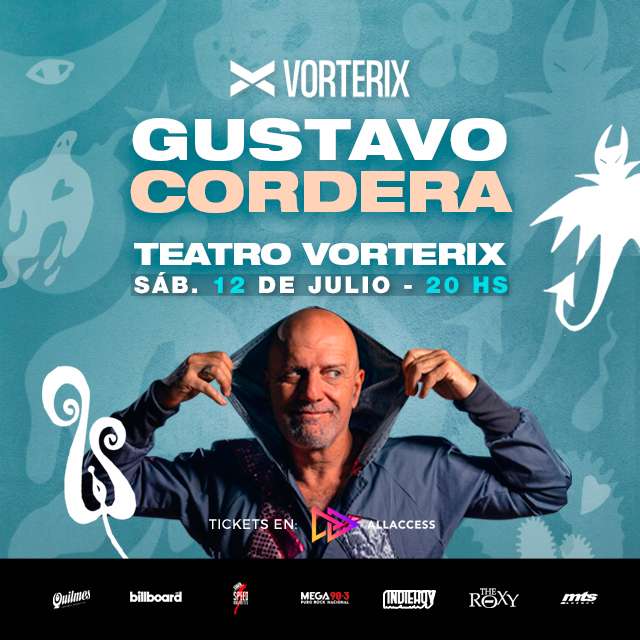 VORTERIX
GUSTAVO
CORDERA
TEATRO VORTERIX
SÁB. 12 DE JULIO - 20 HS
TICKETS EN: ALLACCESS
Quilmes
billboard
SPEED
MEGA 98·3
PURO ROCK NACIONAL
INDIEHOY
THE ROXY
mts